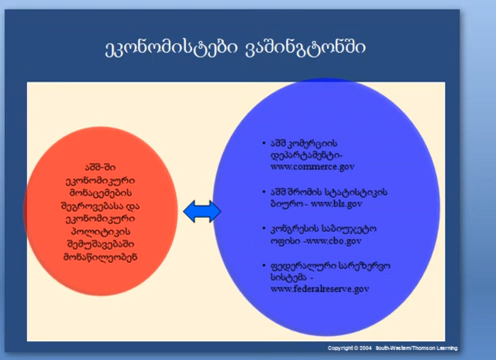 ეკონომისტები ვაშინგტონში
აშშ-ში
ეკონომიკური
მონაცემების
შეგროვებასა და
ეკონომიკური
პოლიტიკის
შემუშავებაში
მონაწილეობენ
• აშშ კომერციის
დეპარტამენტი-
www.commerce.gov
• აშშ შრომის სტატისტიკის
ბიურო - www.bls.gov
• კონგრესის საბიუჯეტო
ოფისი -www.cbo.gov
• ფედერალური სარეზერვო
სისტემა -
www.federalreserve.gov
Copyright © 2004 South-Western/Thomson Learning